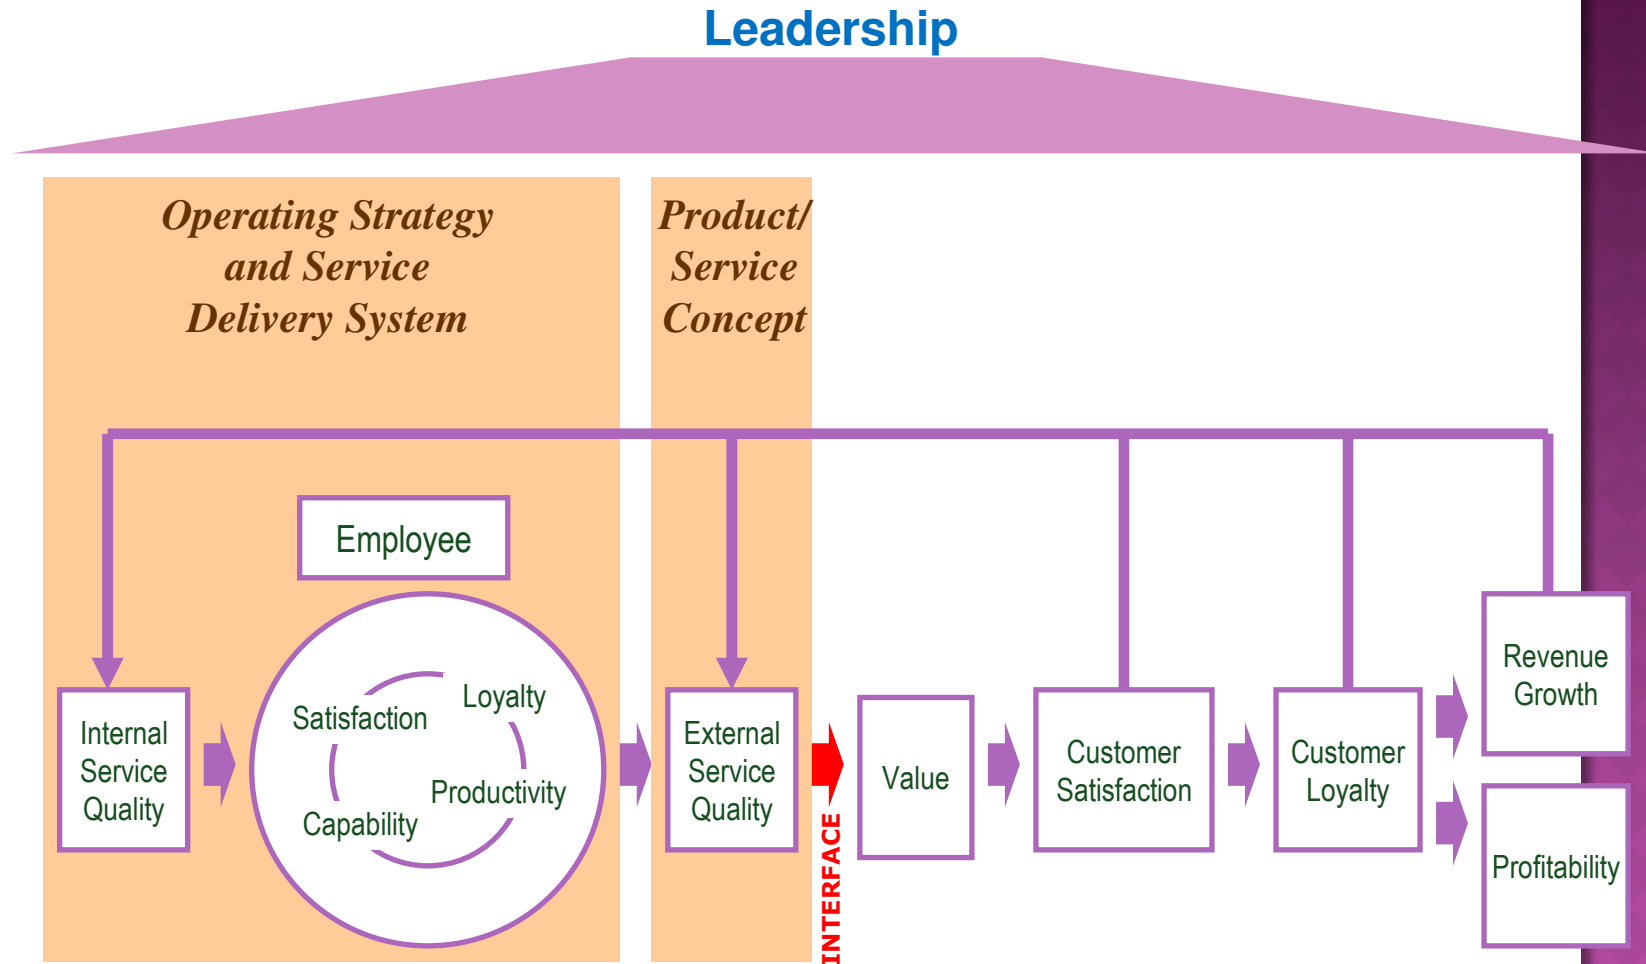 Leadership
Operating Strategy
and Service
Delivery System
Product/
Service
Concept
Employee
Satisfaction
Loyalty
Productivity
Capability
Internal
Service
Quality
External
Service
Quality
INTERFACE
Value
Customer
Satisfaction
Customer
Loyalty
Revenue
Growth
Profitability